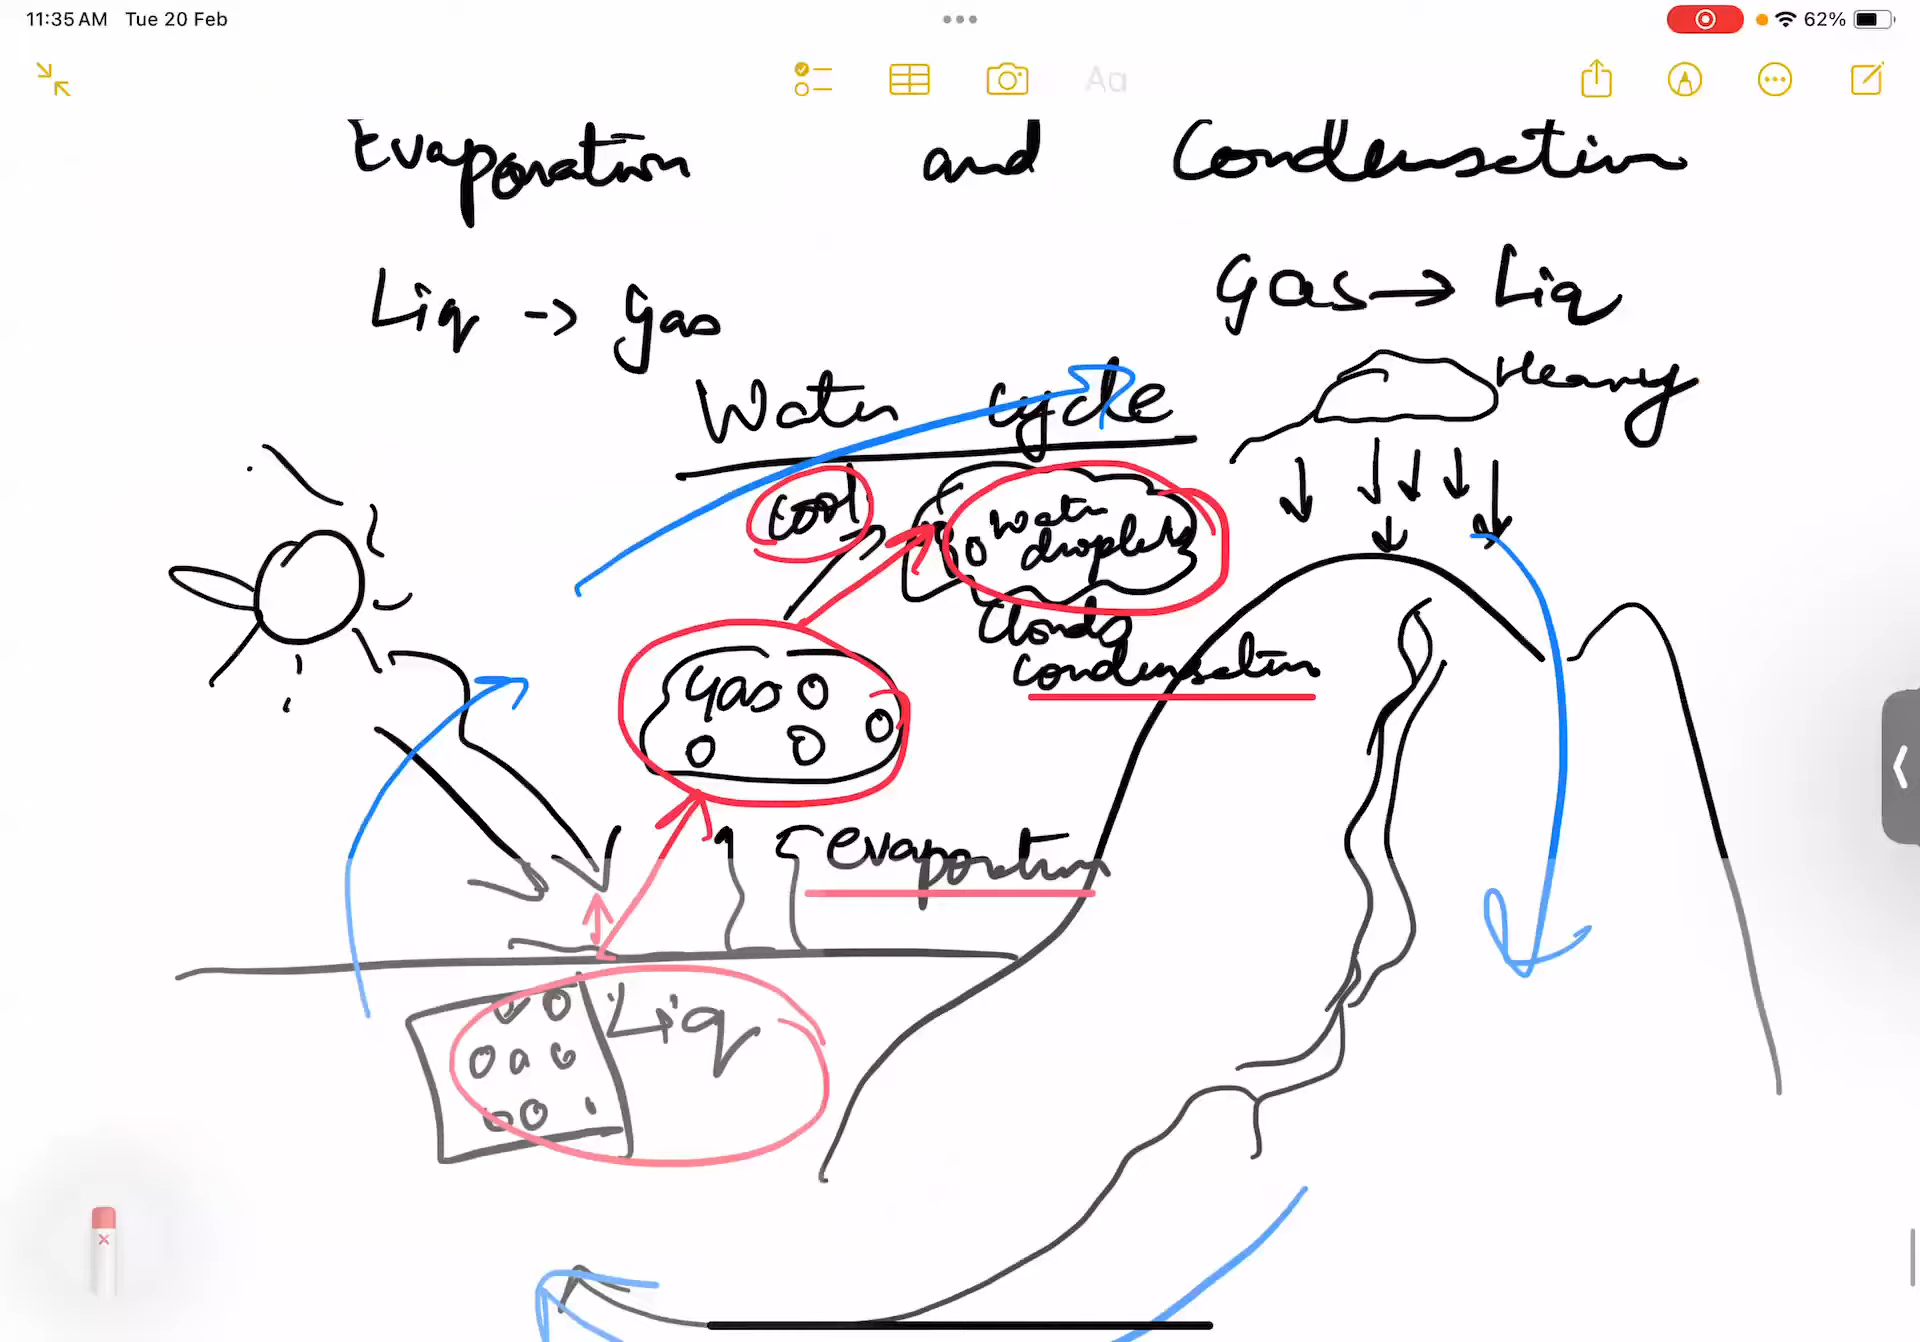 11:35 AM Tue 20 Feb
62%
Aa
Evaporation and Condensation
Liq -> Gas
Gas → Liq
Heavy
Water cycle
cool
Water
droplets
Clouds
condensation
Gas
evaporation
Liq